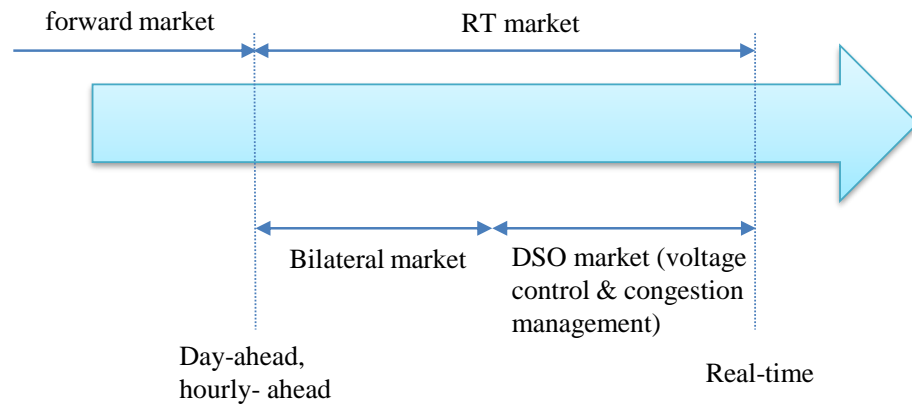 forward market
RT market
Bilateral market
DSO market (voltage
control & congestion
management)
Day-ahead,
hourly- ahead
Real-time